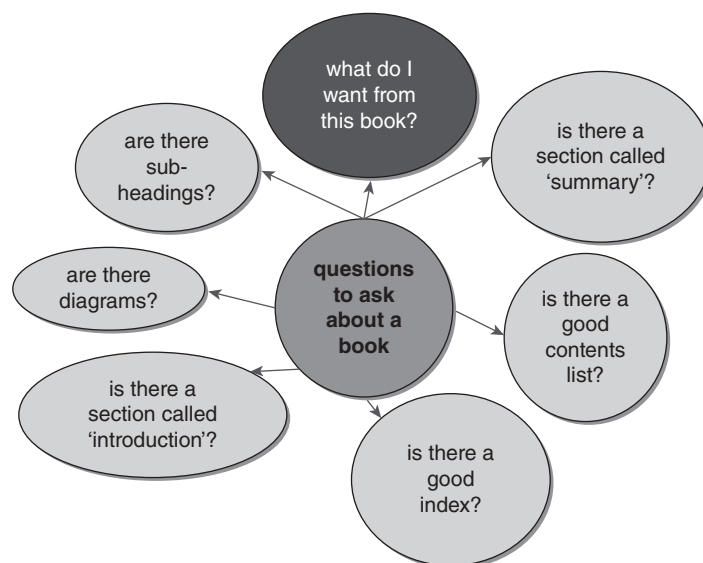 what do I
want from
this book?
are there
sub-
headings?
is there a
section called
‘summary’?
are there
diagrams?
questions
to ask
about a
book
is there a
good
contents
list?
is there a
section called
‘introduction’?
is there a
good
index?